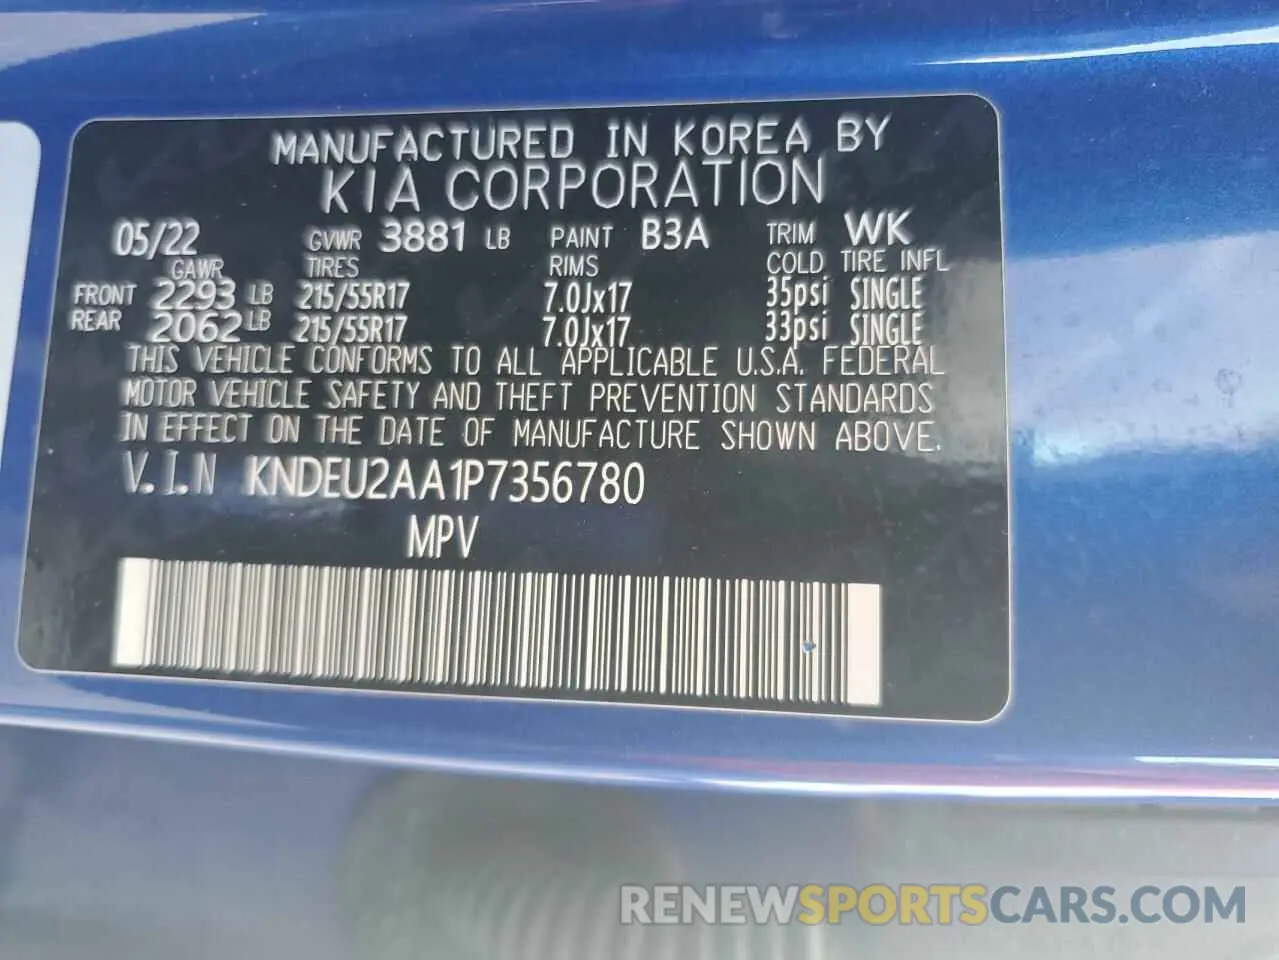 MANUFACTURED IN KOREA BY
KIA CORPORATION
05/22 GVWR 3881 LB PAINT B3A TRIM WK
GAWR TIRES RIMS COLD TIRE INFL
FRONT 2293 LB 215/55R17 7.0Jx17 35psi SINGLE
REAR 2062 LB 215/55R17 7.0Jx17 33psi SINGLE
THIS VEHICLE CONFORMS TO ALL APPLICABLE U.S.A. FEDERAL
MOTOR VEHICLE SAFETY AND THEFT PREVENTION STANDARDS
IN EFFECT ON THE DATE OF MANUFACTURE SHOWN ABOVE.
V.I.N KNDEU2AA1P7356780
MPV
RENEWSPORTSCARS.COM